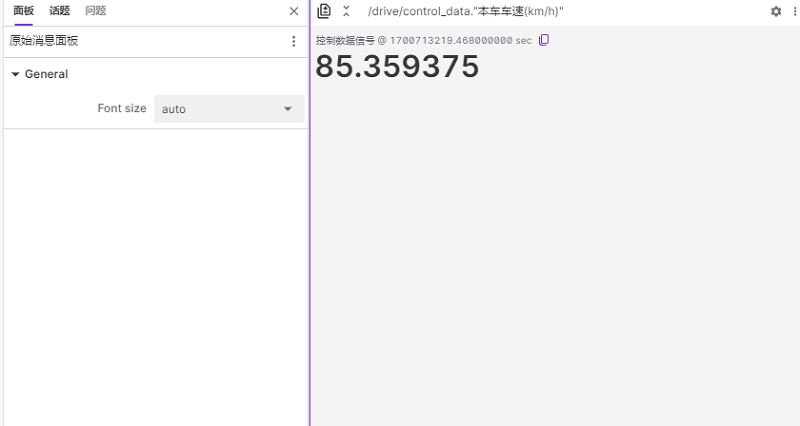 面板 话题 问题
原始消息面板
General
Font size auto
/drive/control_data."本车车速(km/h)"
控制数据信号 @ 1700713219.468000000 sec
85.359375